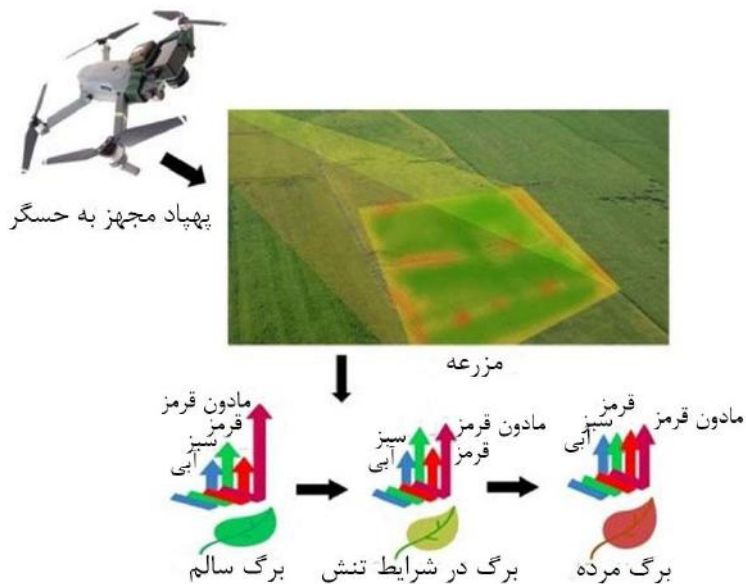 پهپاد مجهز به حسگر
مزرعه
مادون قرمز
قرمز
سبز
آبی
مادون قرمز
سبز
قرمز
آبی
قرمز
مادون قرمز
سبز
آبی
برگ سالم
برگ در شرایط تنش
برگ مرده